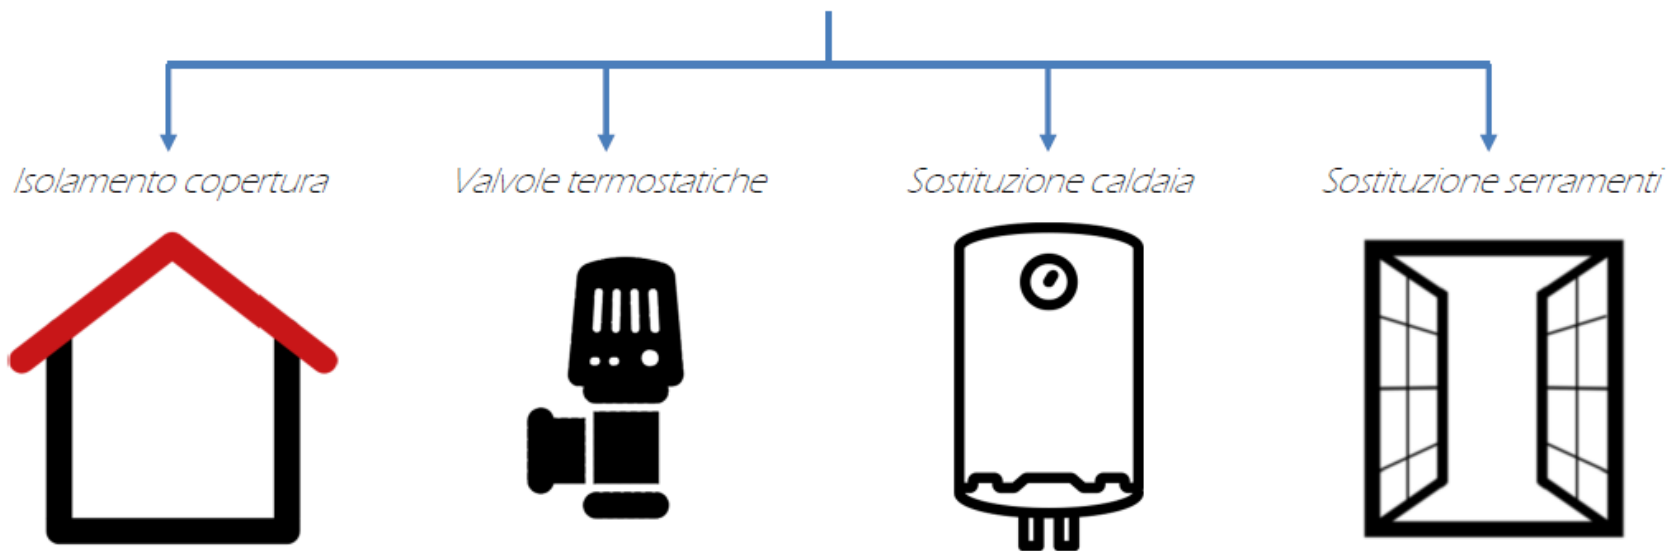 Isolamento copertura
Valvole termostatiche
Sostituzione caldaia
Sostituzione serramenti